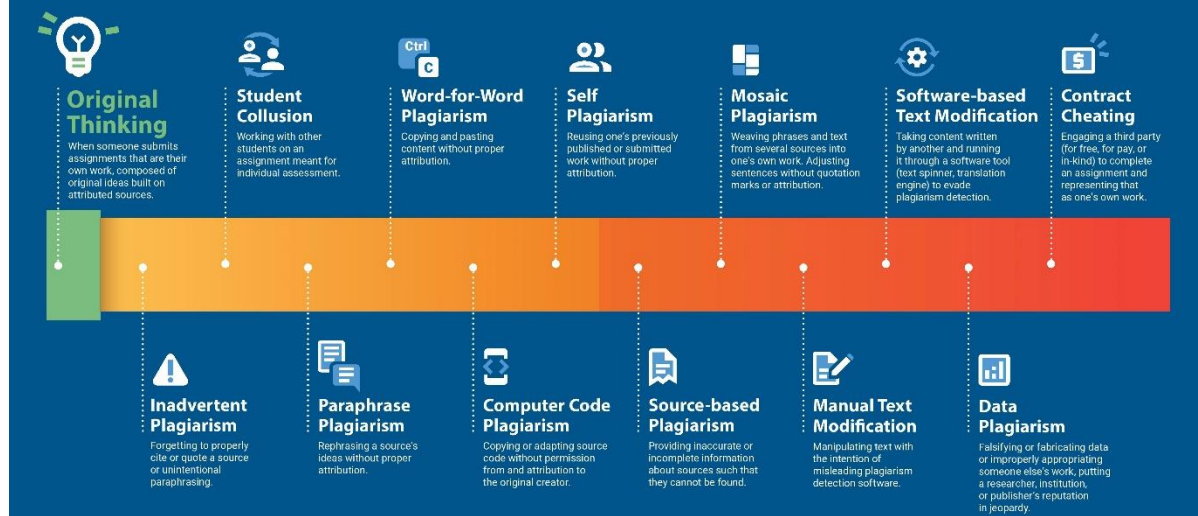 Original
Thinking
When someone submits
assignments that are their
own work, composed of
original ideas built on
attributed sources.
Student
Collusion
Working with other
students on an
assignment meant for
individual assessment.
Ctrl
C
Word-for-Word
Plagiarism
Copying and pasting
content without proper
attribution.
Self
Plagiarism
Reusing one's previously
published or submitted
work without proper
attribution.
Mosaic
Plagiarism
Weaving phrases and text
from several sources into
one's own work. Adjusting
sentences without quotation
marks or attribution.
Software-based
Text Modification
Taking content written
by another and running
it through a software tool
(text spinner, translation
engine) to evade
plagiarism detection.
$
Contract
Cheating
Engaging a third party
(for free, for pay, or
in-kind) to complete
an assignment and
representing that
as one's own work.
Inadvertent
Plagiarism
Forgetting to properly
cite or quote a source
or unintentional
paraphrasing.
Paraphrase
Plagiarism
Rephrasing a source's
ideas without proper
attribution.
Computer Code
Plagiarism
Copying or adapting source
code without permission
from and attribution to
the original creator.
Source-based
Plagiarism
Providing inaccurate or
incomplete information
about sources such that
they cannot be found.
Manual Text
Modification
Manipulating text with
the intention of
misleading plagiarism
detection software.
Data
Plagiarism
Falsifying or fabricating data
or improperly appropriating
someone else's work, putting
a researcher, institution,
or publisher's reputation
in jeopardy.